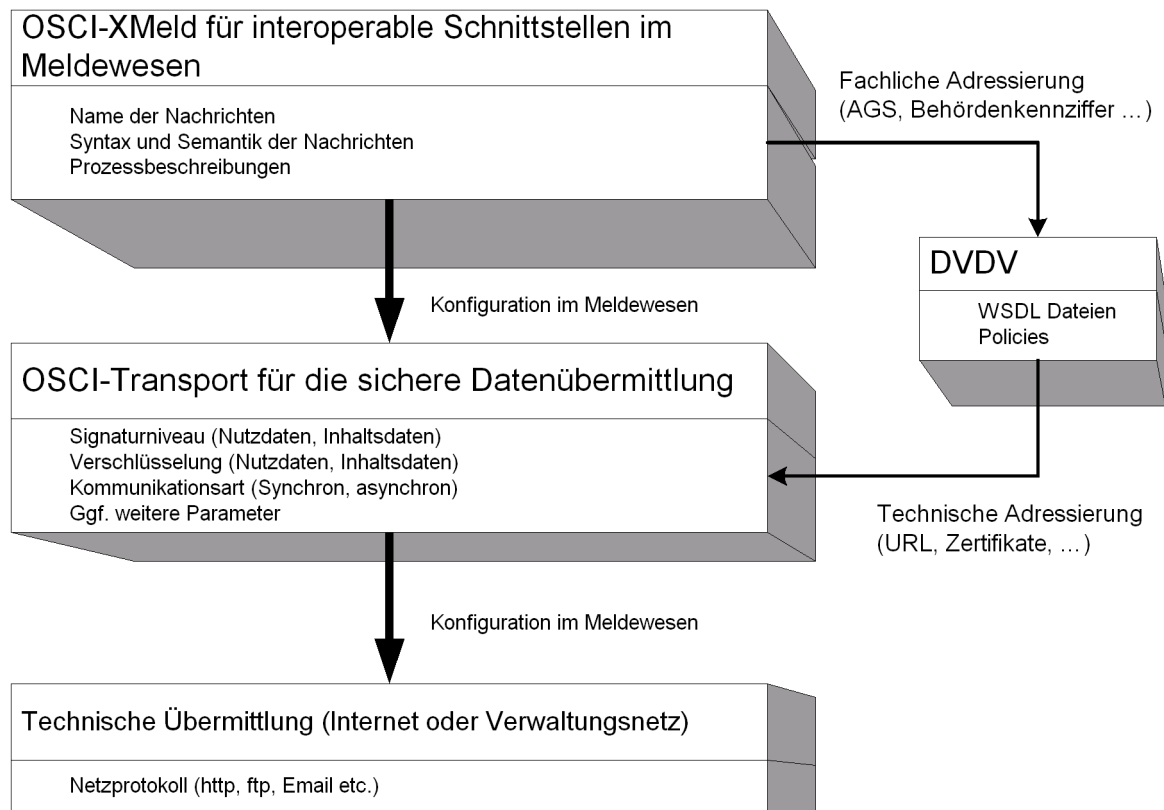 OSCI-XMeld für interoperable Schnittstellen im
Meldewesen
Name der Nachrichten
Syntax und Semantik der Nachrichten
Prozessbeschreibungen
Fachliche Adressierung
(AGS, Behördenkennziffer ...)
DVDV
WSDL Dateien
Policies
Konfiguration im Meldewesen
OSCI-Transport für die sichere Datenübermittlung
Signaturniveau (Nutzdaten, Inhaltsdaten)
Verschlüsselung (Nutzdaten, Inhaltsdaten)
Kommunikationsart (Synchron, asynchron)
Ggf. weitere Parameter
Technische Adressierung
(URL, Zertifikate, ...)
Konfiguration im Meldewesen
Technische Übermittlung (Internet oder Verwaltungsnetz)
Netzprotokoll (http, ftp, Email etc.)